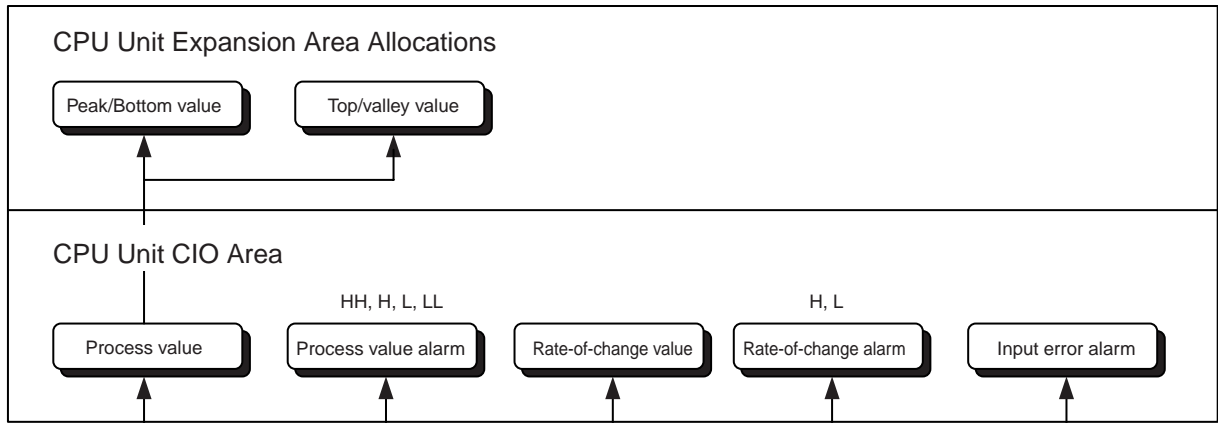 CPU Unit Expansion Area Allocations
Peak/Bottom value
Top/valley value
CPU Unit CIO Area
HH, H, L, LL
H, L
Process value
Process value alarm
Rate-of-change value
Rate-of-change alarm
Input error alarm